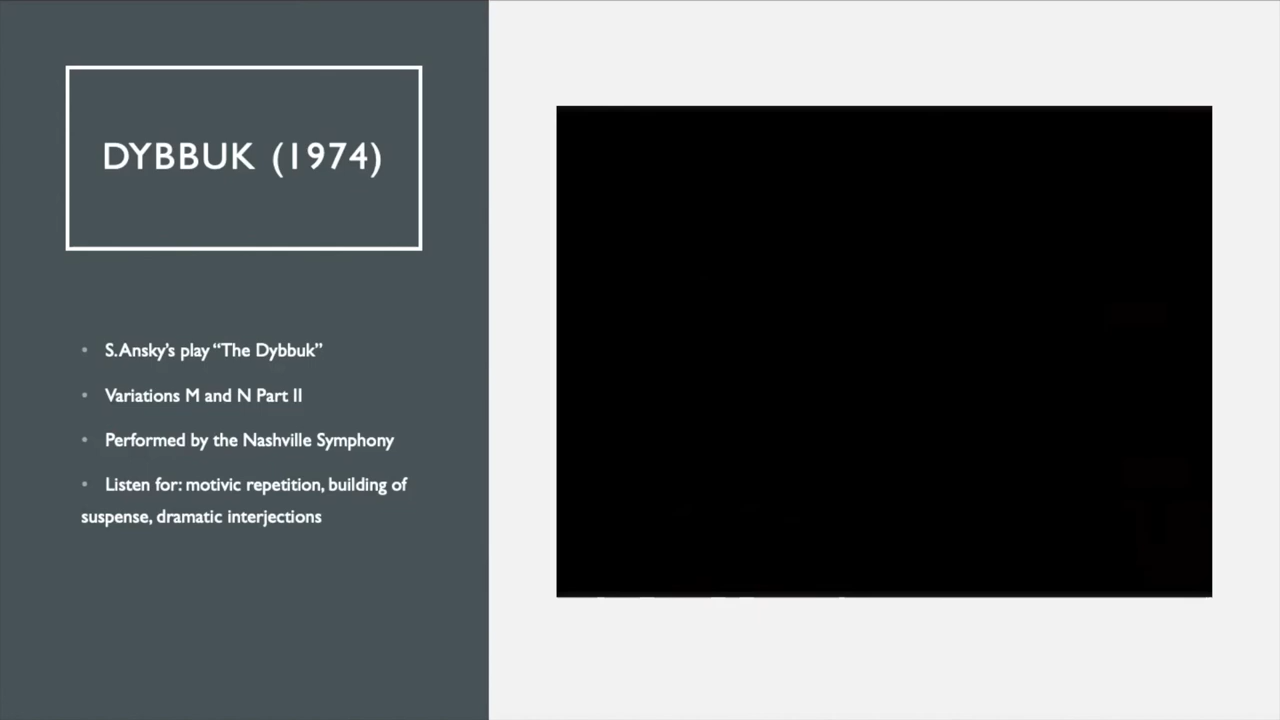 DYBBUK (1974)
• S.Ansky's play “The Dybbuk”
• Variations M and N Part II
• Performed by the Nashville Symphony
• Listen for: motivic repetition, building of
suspense, dramatic interjections